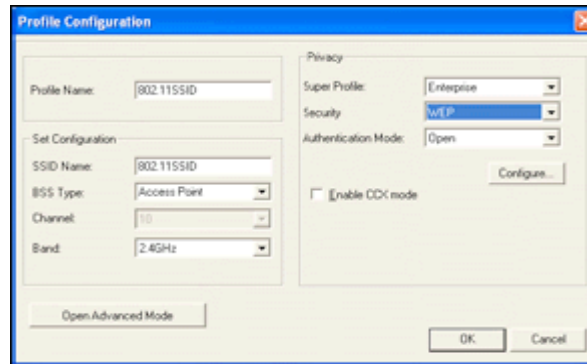 Profile Configuration
Profile Name:
802.11SSID
Set Configuration
SSID Name:
802.11SSID
BSS Type:
Access Point
Channel:
10
Band:
2.4GHz
Open Advanced Mode
Privacy
Super Profile:
Enterprise
Security
WEP
Authentication Mode:
Open
Configure...
Enable CCX mode
OK
Cancel